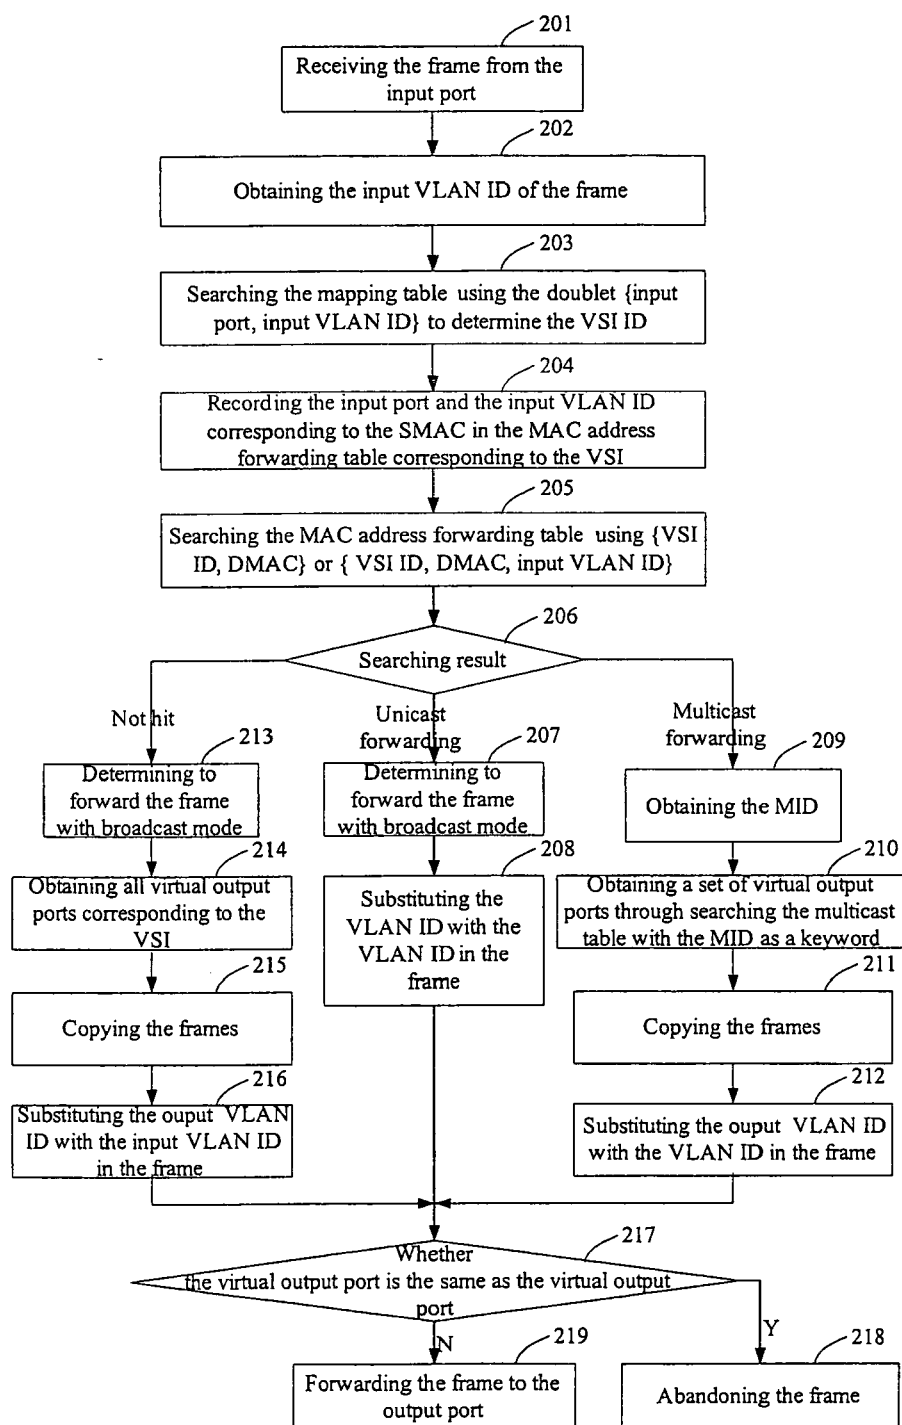 201
Receiving the frame from the
input port
202
Obtaining the input VLAN ID of the frame
203
Searching the mapping table using the doublet {input
port, input VLAN ID} to determine the VSI ID
204
Recording the input port and the input VLAN ID
corresponding to the SMAC in the MAC address
forwarding table corresponding to the VSI
205
Searching the MAC address forwarding table using {VSI
ID, DMAC} or { VSI ID, DMAC, input VLAN ID}
206
Searching result
Not hit
213
Determining to
forward the frame
with broadcast mode
214
Obtaining all virtual output
ports corresponding to the
VSI
215
Copying the frames
216
Substituting the ouput VLAN
ID with the input VLAN ID
in the frame
Unicast
forwarding
207
Determining to
forward the frame
with broadcast mode
208
Substituting the
VLAN ID with the
VLAN ID in the
frame
Multicast
forwarding
209
Obtaining the MID
210
Obtaining a set of virtual output
ports through searching the multicast
table with the MID as a keyword
211
Copying the frames
212
Substituting the ouput VLAN ID
with the VLAN ID in the frame
217
Whether
the virtual output port is the same as the virtual output
port
N
Y
219
Forwarding the frame to the
output port
218
Abandoning the frame